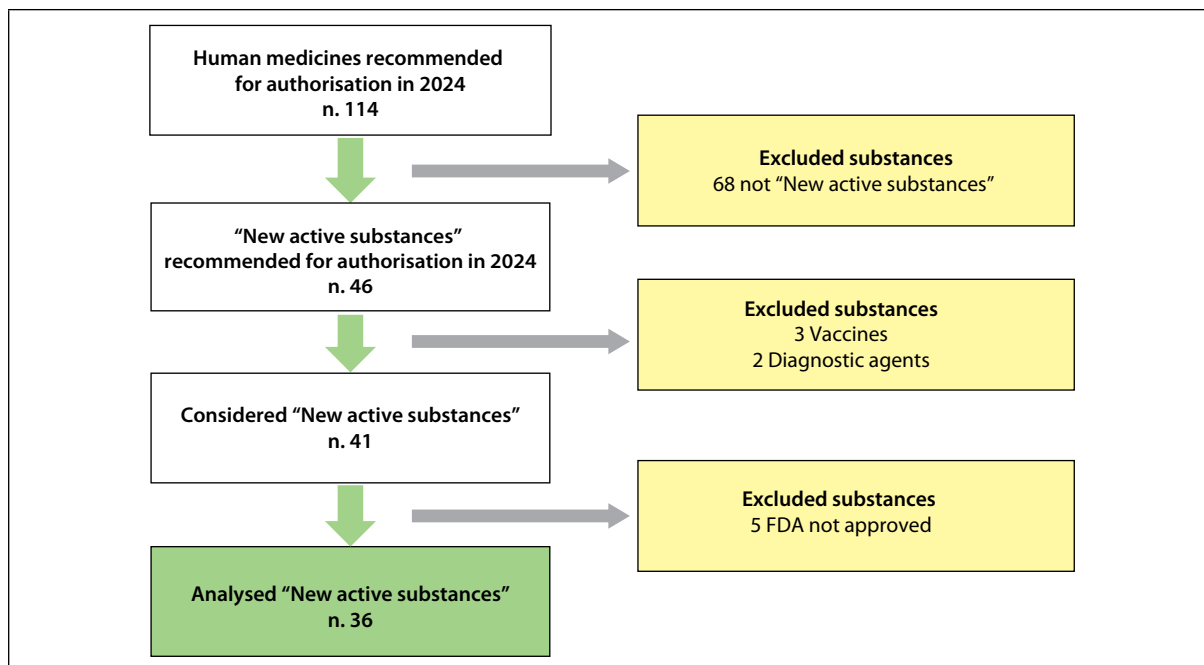 Human medicines recommended
for authorisation in 2024
n. 114
Excluded substances
68 not “New active substances”
“New active substances”
recommended for authorisation in 2024
n. 46
Excluded substances
3 Vaccines
2 Diagnostic agents
Considered “New active substances”
n. 41
Excluded substances
5 FDA not approved
Analysed “New active substances”
n. 36